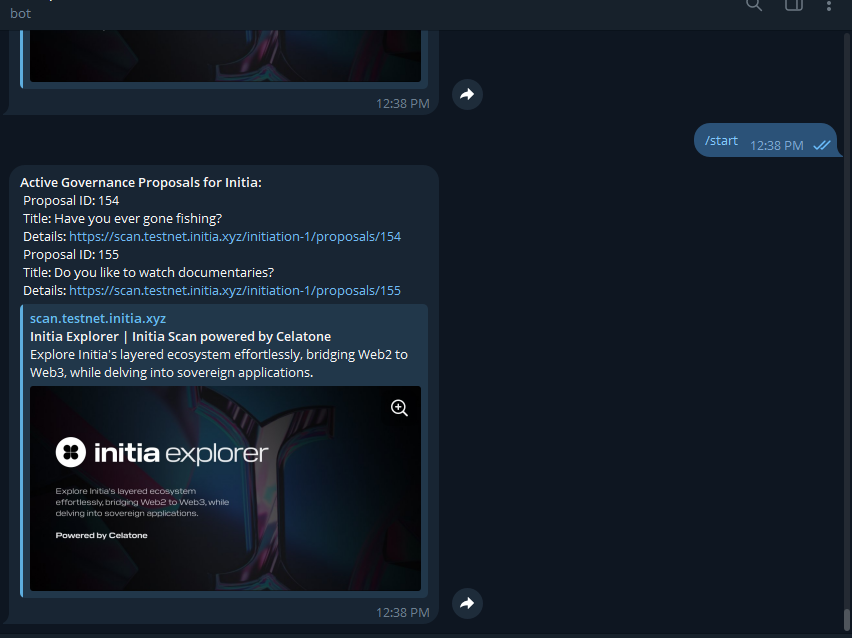 bot
12:38 PM
/start 12:38 PM
Active Governance Proposals for Initia:
Proposal ID: 154
Title: Have you ever gone fishing?
Details: https://scan.testnet.initia.xyz/initiation-1/proposals/154
Proposal ID: 155
Title: Do you like to watch documentaries?
Details: https://scan.testnet.initia.xyz/initiation-1/proposals/155
scan.testnet.initia.xyz
Initia Explorer | Initia Scan powered by Celatone
Explore Initia's layered ecosystem effortlessly, bridging Web2 to
Web3, while delving into sovereign applications.
initia explorer
Explore Initia's layered ecosystem
effortlessly, bridging Web2 to Web3, while
delving into sovereign applications.
Powered by Celatone
12:38 PM